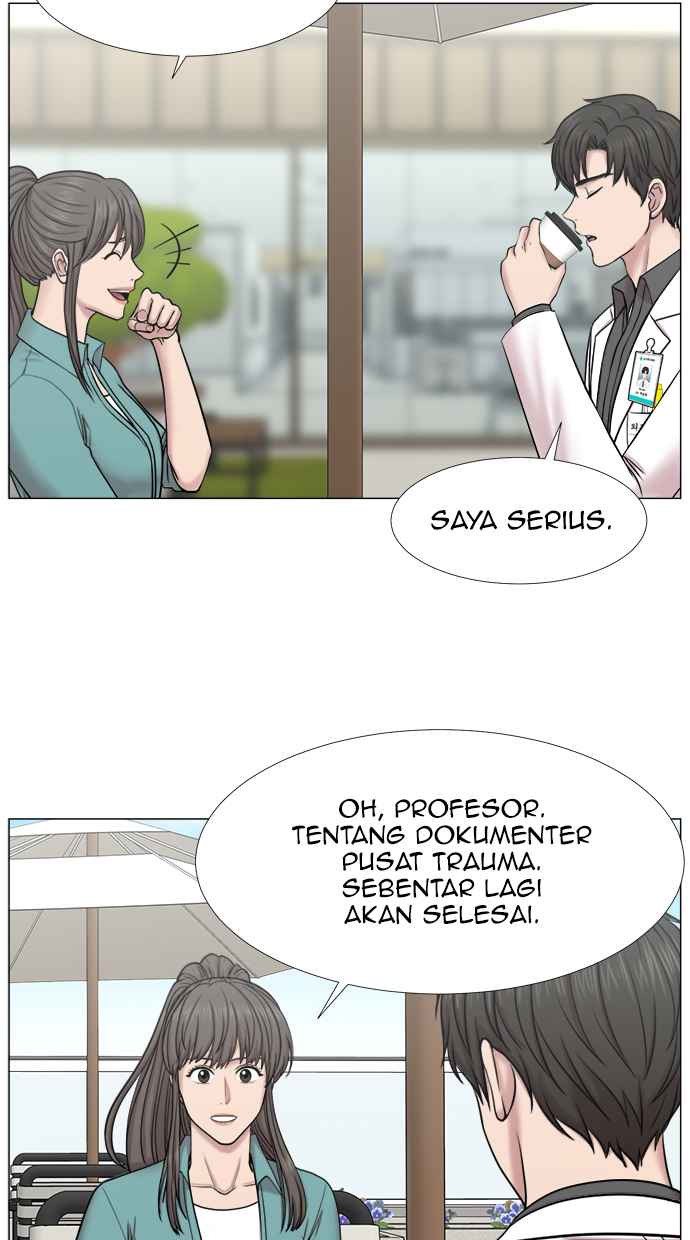 SAYA SERIUS.
OH, PROFESOR.
TENTANG DOKUMENTER
PUSAT TRAUMA.
SEBENTAR LAGI
AKAN SELESAI.